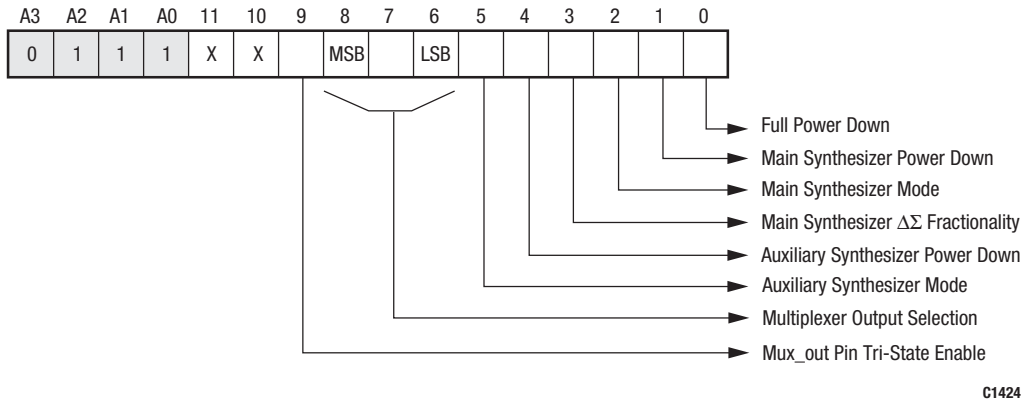 A3 A2 A1 A0 11 10 9 8 7 6 5 4 3 2 1 0
0 1 1 1 X X MSB LSB
Full Power Down
Main Synthesizer Power Down
Main Synthesizer Mode
Main Synthesizer ΔΣ Fractionality
Auxiliary Synthesizer Power Down
Auxiliary Synthesizer Mode
Multiplexer Output Selection
Mux_out Pin Tri-State Enable
C1424